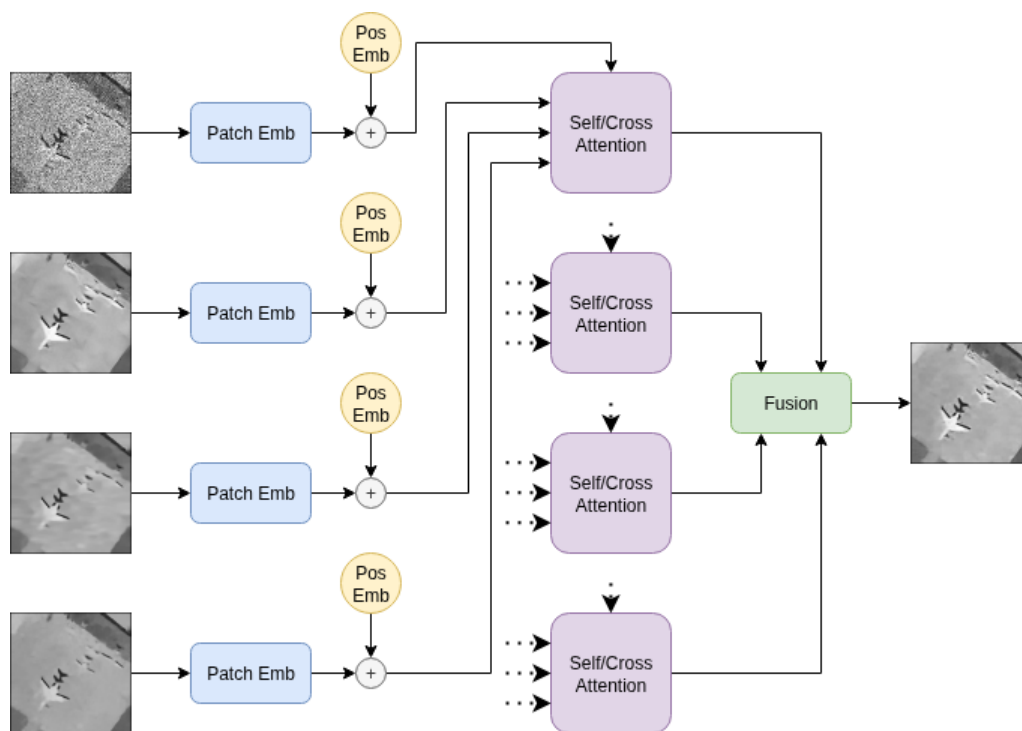 Pos
Emb
Patch Emb
+
Self/Cross
Attention
Pos
Emb
Patch Emb
+
Self/Cross
Attention
Fusion
Pos
Emb
Patch Emb
+
Self/Cross
Attention
Pos
Emb
Patch Emb
+
Self/Cross
Attention